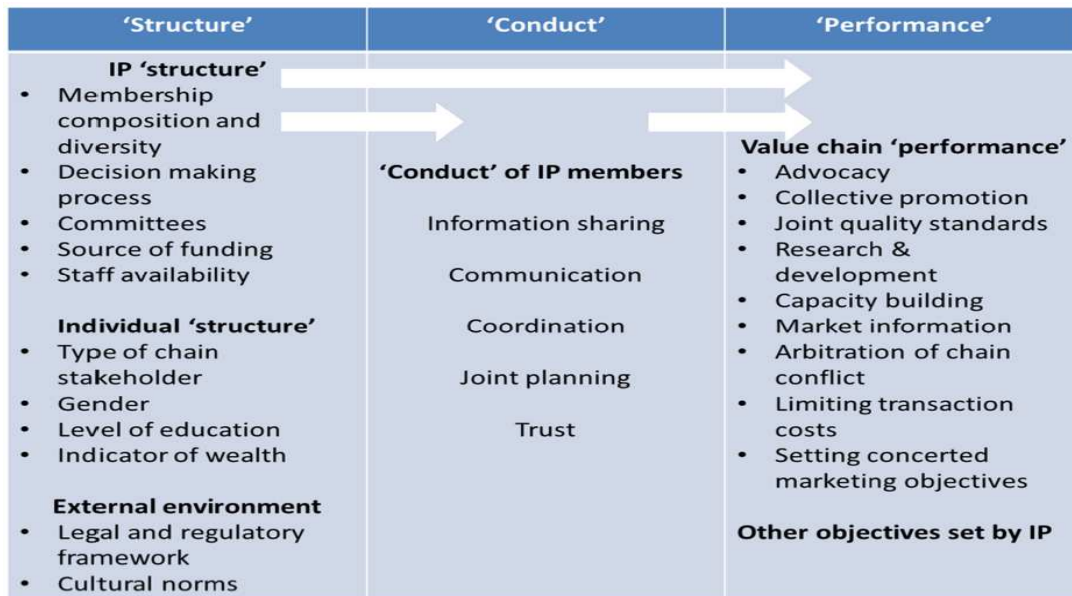 ‘Structure’
‘Conduct’
‘Performance’
IP ‘structure’
• Membership
composition and
diversity
• Decision making
process
• Committees
• Source of funding
• Staff availability
Individual ‘structure’
• Type of chain
stakeholder
• Gender
• Level of education
• Indicator of wealth
External environment
• Legal and regulatory
framework
• Cultural norms
‘Conduct’ of IP members
Information sharing
Communication
Coordination
Joint planning
Trust
Value chain ‘performance’
• Advocacy
• Collective promotion
• Joint quality standards
• Research &
development
• Capacity building
• Market information
• Arbitration of chain
conflict
• Limiting transaction
costs
• Setting concerted
marketing objectives
Other objectives set by IP